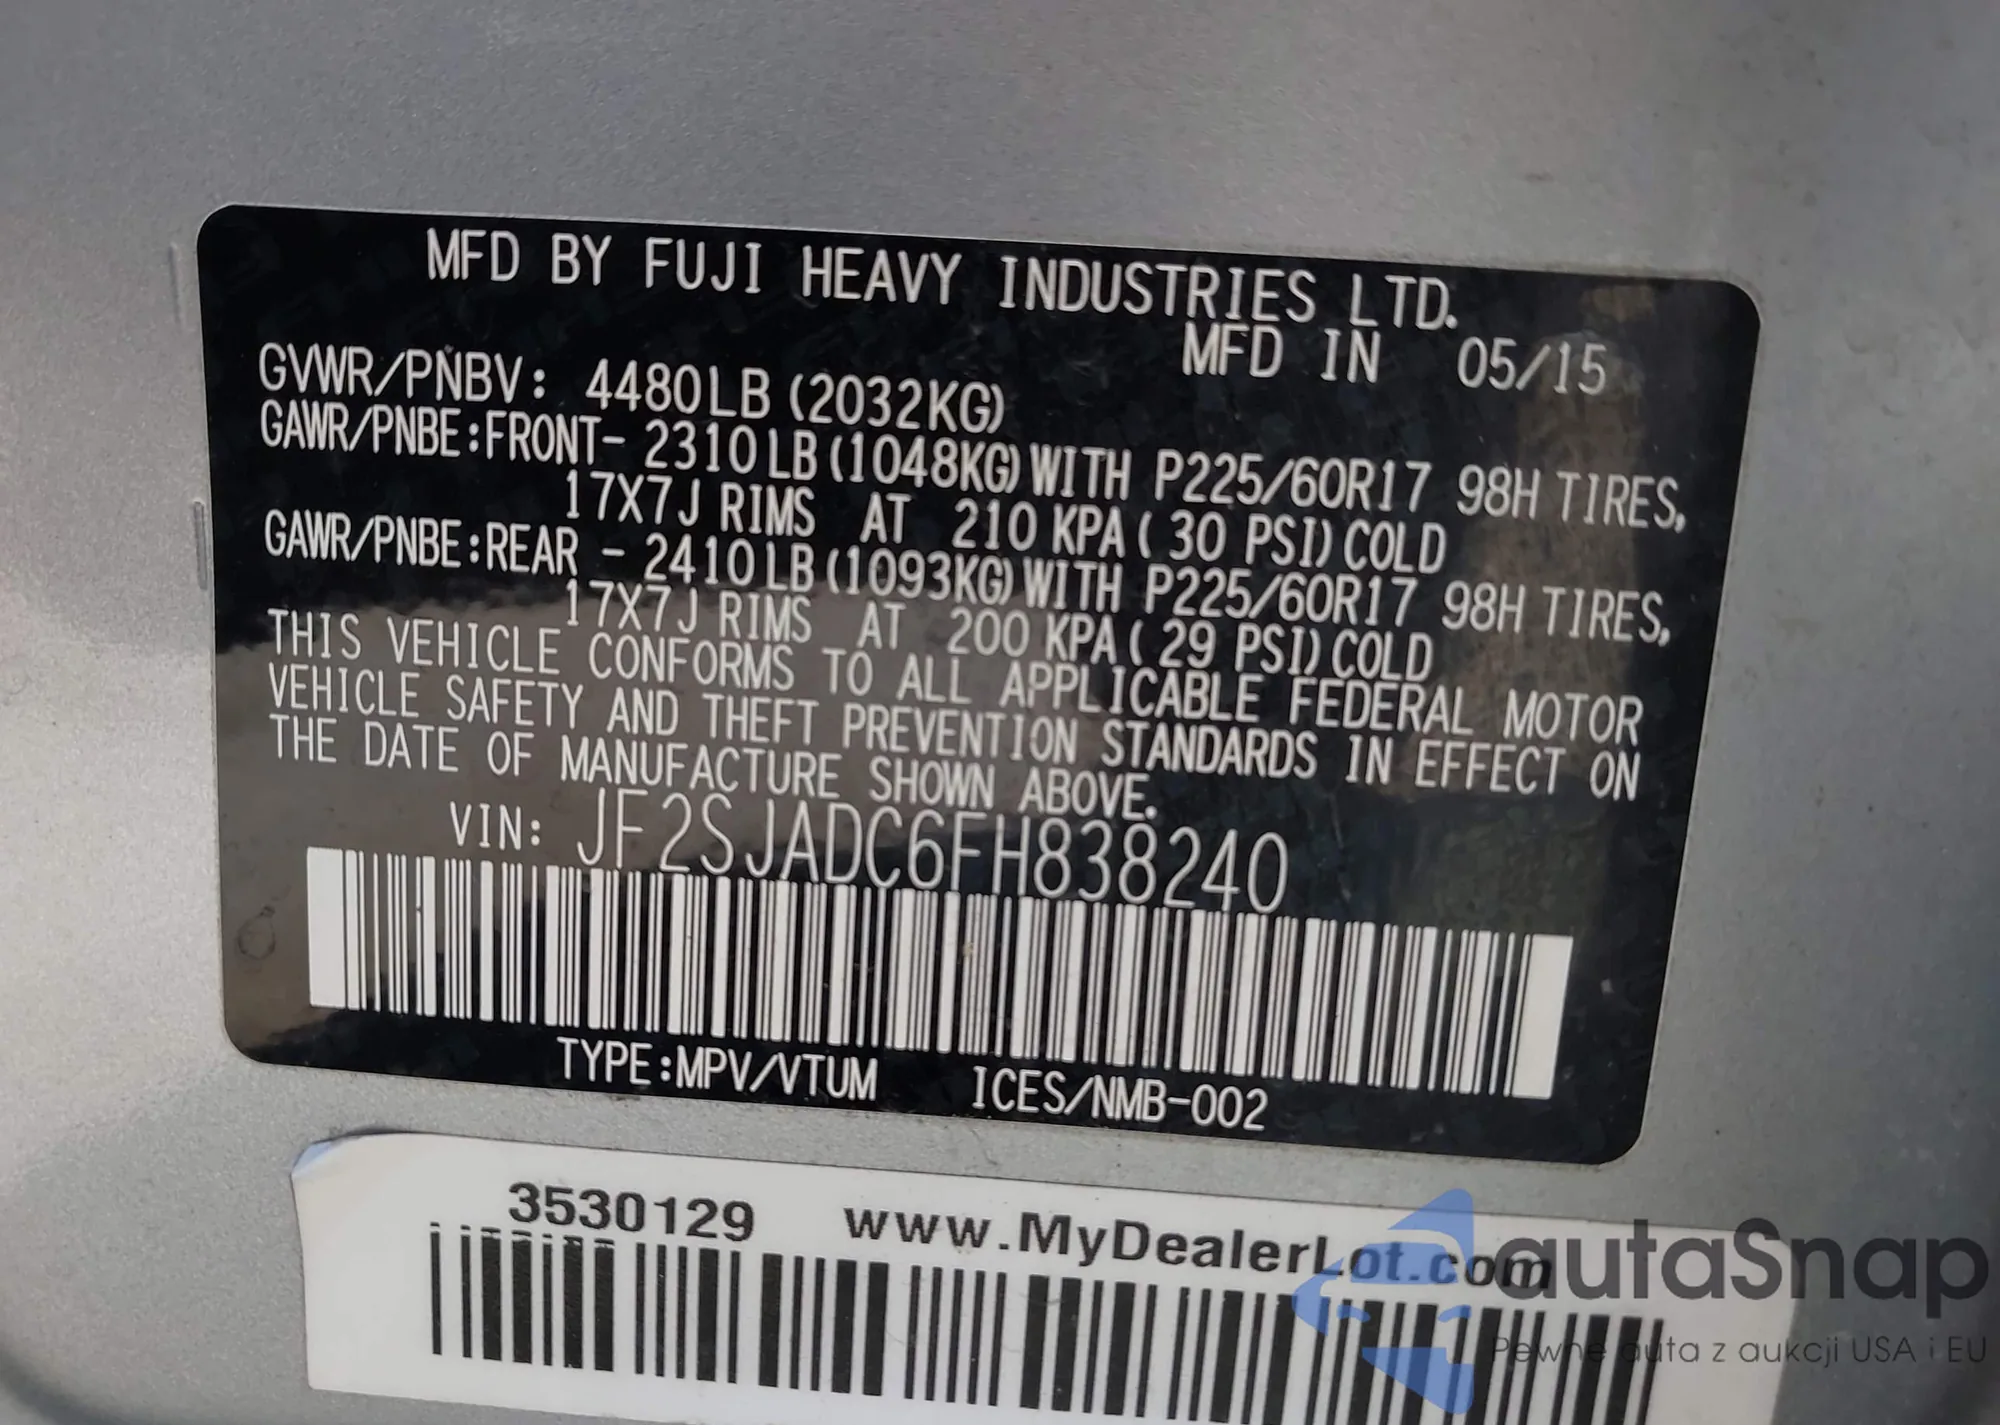 MFD BY FUJI HEAVY INDUSTRIES LTD.
MFD IN 05/15
GVWR/PNBV: 4480LB (2032KG)
GAWR/PNBE:FRONT- 2310LB (1048KG) WITH P225/60R17 98H TIRES,
17X7J RIMS AT 210 KPA ( 30 PSI) COLD
GAWR/PNBE:REAR - 2410LB (1093KG) WITH P225/60R17 98H TIRES,
17X7J RIMS AT 200 KPA ( 29 PSI) COLD
THIS VEHICLE CONFORMS TO ALL APPLICABLE FEDERAL MOTOR
VEHICLE SAFETY AND THEFT PREVENTION STANDARDS IN EFFECT ON
THE DATE OF MANUFACTURE SHOWN ABOVE.
VIN: JF2SJADC6FH838240
TYPE:MPV/VTUM ICES/NMB-002
3530129 www.MyDealerLot.com
autaSnap
Pewne auta z aukcji USA i EU